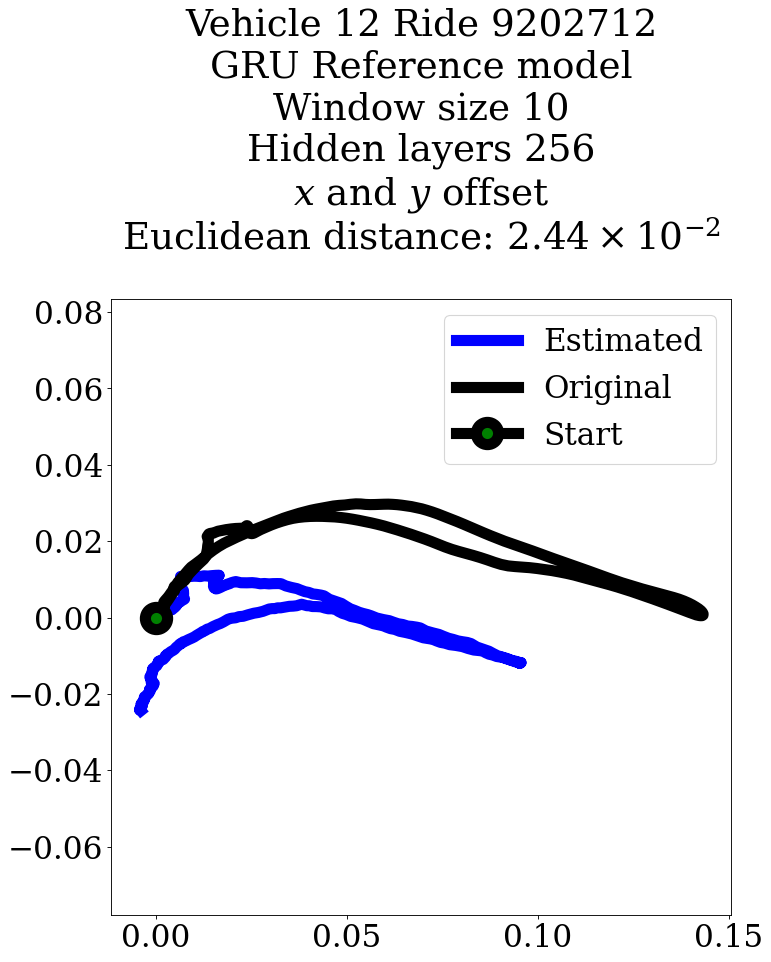 Vehicle 12 Ride 9202712
GRU Reference model
Window size 10
Hidden layers 256
x and y offset
Euclidean distance: 2.44 × 10⁻²
Estimated
Original
Start
0.08
0.06
0.04
0.02
0.00
−0.02
−0.04
−0.06
0.00 0.05 0.10 0.15